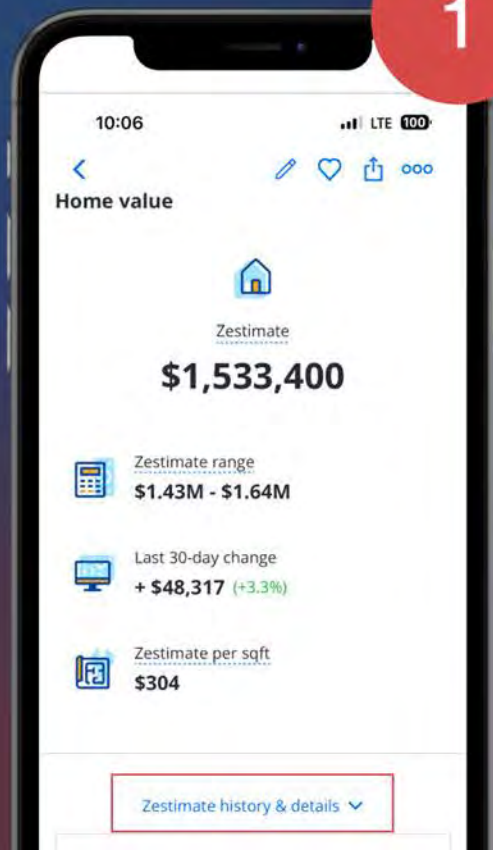 1
10:06
LTE 100
Home value
Zestimate
$1,533,400
Zestimate range
$1.43M - $1.64M
Last 30-day change
+ $48,317 (+3.3%)
Zestimate per sqft
$304
Zestimate history & details